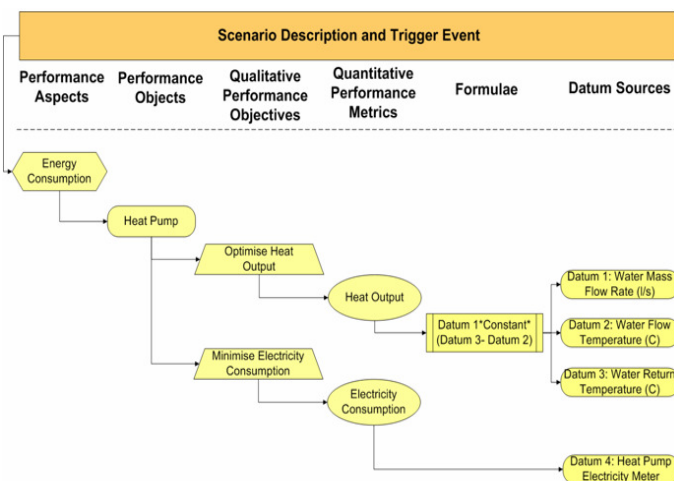 Scenario Description and Trigger Event
Performance
Aspects
Performance
Objects
Qualitative
Performance
Objectives
Quantitative
Performance
Metrics
Formulae
Datum Sources
Energy
Consumption
Heat Pump
Optimise Heat
Output
Heat Output
Datum 1*Constant*
(Datum 3- Datum 2)
Datum 1: Water Mass
Flow Rate (l/s)
Datum 2: Water Flow
Temperature (C)
Datum 3: Water Return
Temperature (C)
Minimise Electricity
Consumption
Electricity
Consumption
Datum 4: Heat Pump
Electricity Meter